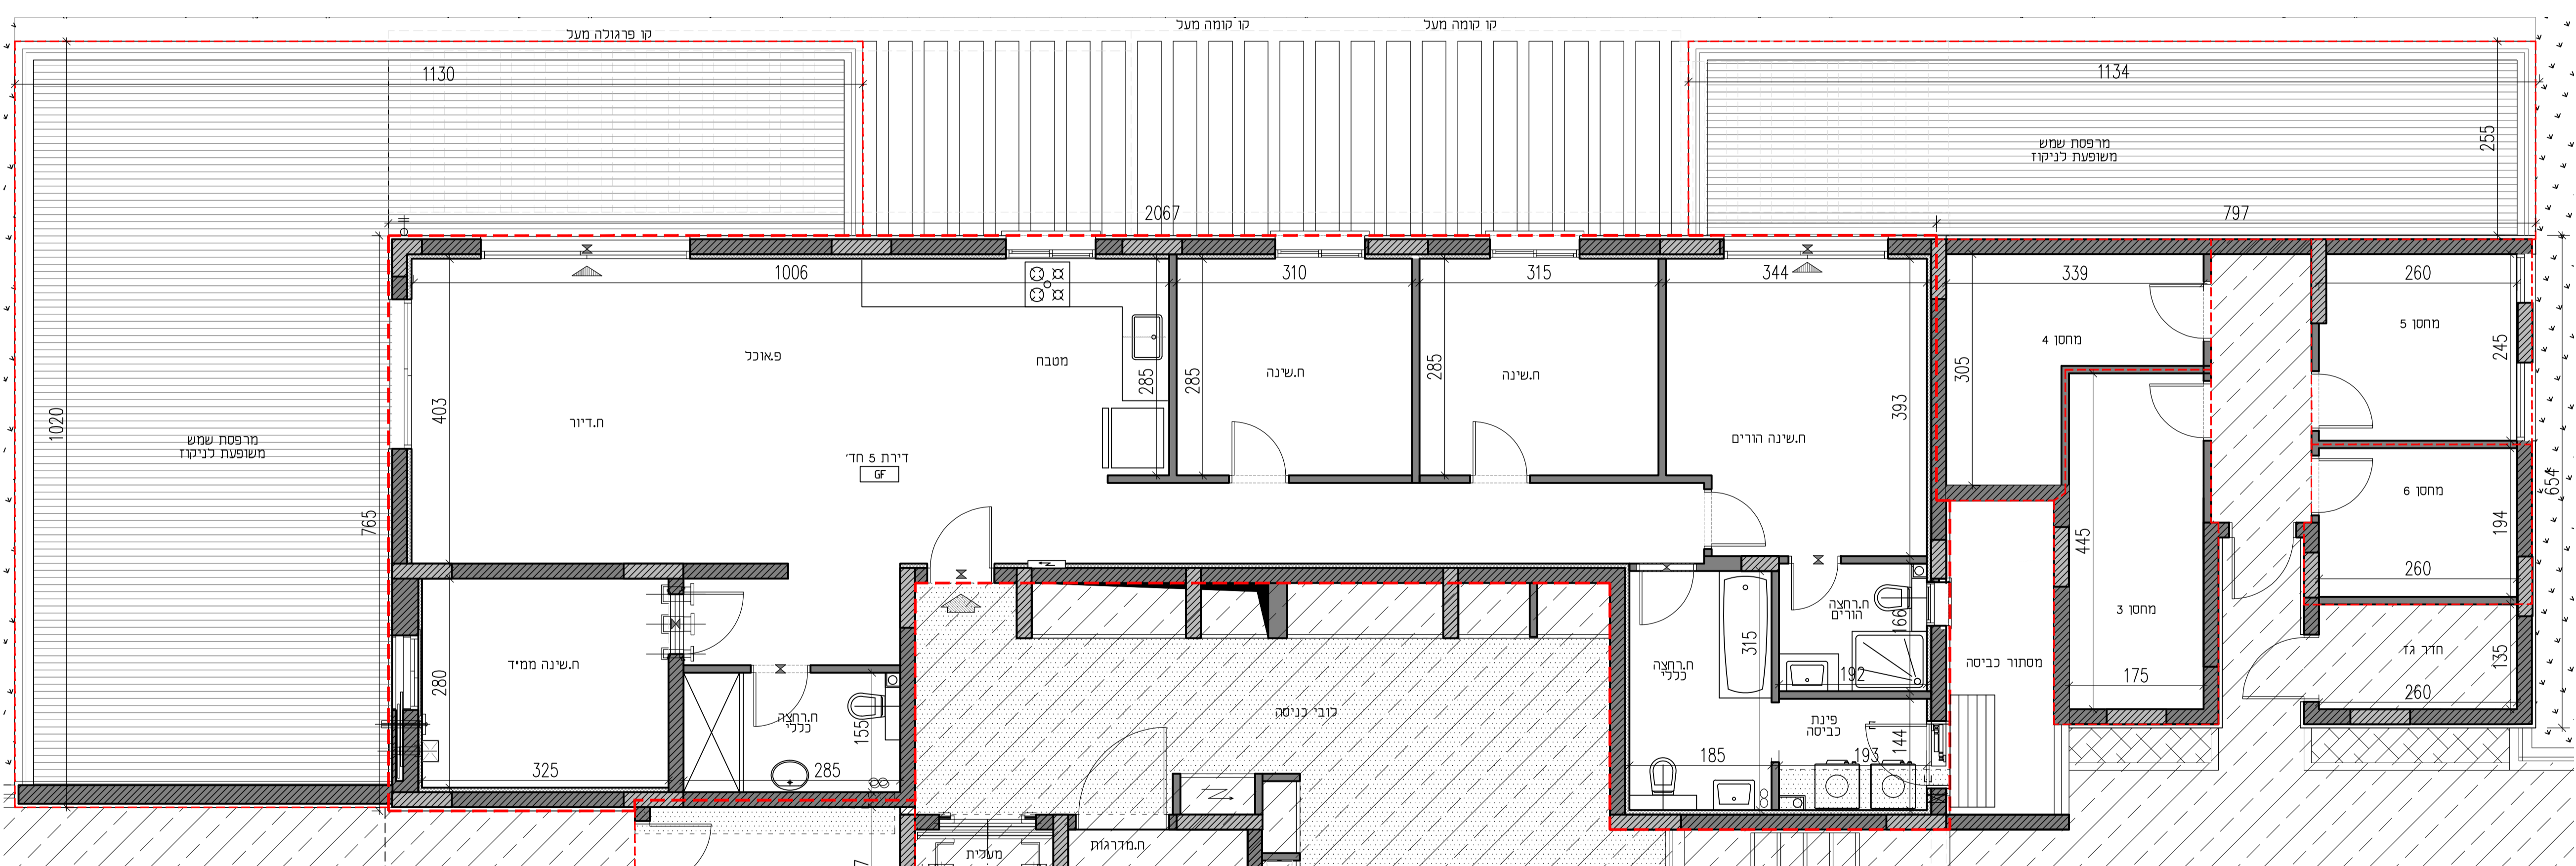 קו קומה מעל
קו קומה מעל
קו פרגולה מעל
1130
1134
מרפסת שמש
משופעת לניקוז
255
2067
797
1006
310
315
344
339
260
מחסן 5
245
מחסן 4
305
פ.אוכל
מטבח
285
285
ח.שינה
285
ח.שינה
403
393
1020
ח.דיור
מרפסת שמש
משופעת לניקוז
ח.שינה הורים
דירת 5 חד'
GF
765
מחסן 6
194
654
445
260
ח.רחצה
הורים
166
מחסן 3
חדר גז
135
ח.שינה ממ״ד
280
315
ח.רחצה
כללי
192
מסתור כביסה
175
260
ח.רחצה
כללי
155
לובי כניסה
פינת
כביסה
144
325
285
185
193
מעלית
ח.מדרגות